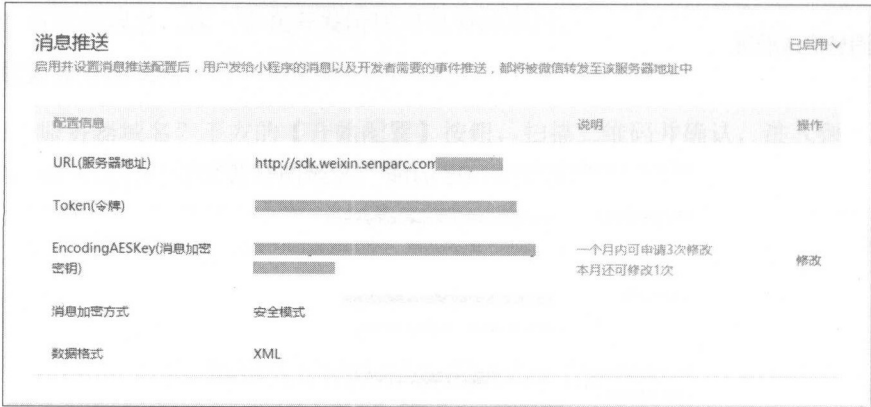 消息推送
已启用
启用并设置消息推送配置后，用户发给小程序的消息以及开发者需要的事件推送，都将被微信转发至该服务器地址中
配置信息 说明 操作
URL(服务器地址) http://sdk.weixin.senparc.com
Token(令牌)
EncodingAESKey(消息加密
密钥)
一个月内可申请3次修改
本月还可修改1次
修改
消息加密方式 安全模式
数据格式 XML